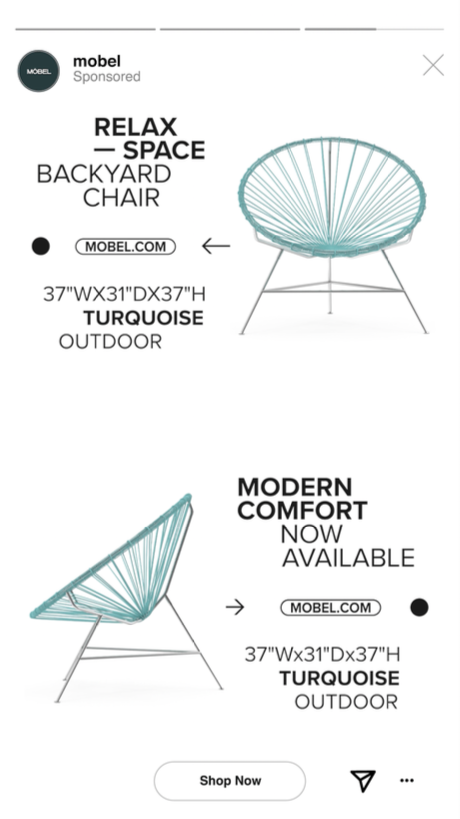 MÓBEL
mobel
Sponsored
RELAX
— SPACE
BACKYARD
CHAIR
MOBEL.COM
37"WX31"DX37"H
TURQUOISE
OUTDOOR
MODERN
COMFORT
NOW
AVAILABLE
MOBEL.COM
37"Wx31"Dx37"H
TURQUOISE
OUTDOOR
Shop Now